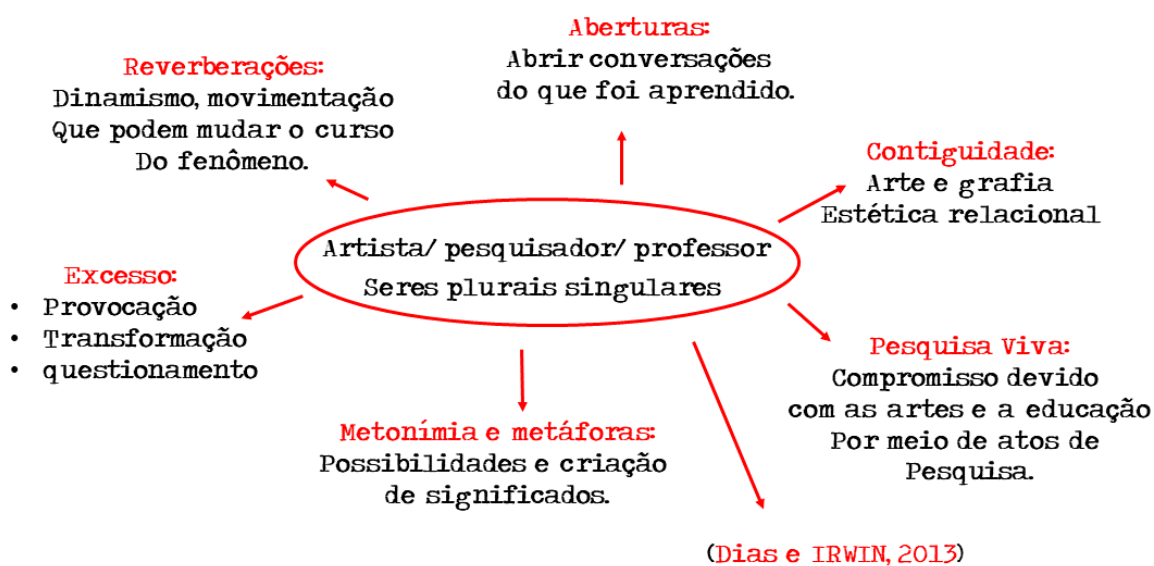 Aberturas:
Abrir conversações
do que foi aprendido.
Reverberações:
Dinamismo, movimentação
Que podem mudar o curso
Do fenômeno.
Contiguidade:
Arte e grafia
Estética relacional
Artista/ pesquisador/ professor
Seres plurais singulares
Excesso:
• Provocação
• Transformação
• questionamento
Pesquisa Viva:
Compromisso devido
com as artes e a educação
Por meio de atos de
Pesquisa.
Metonímia e metáforas:
Possibilidades e criação
de significados.
(Dias e IRWIN, 2013)